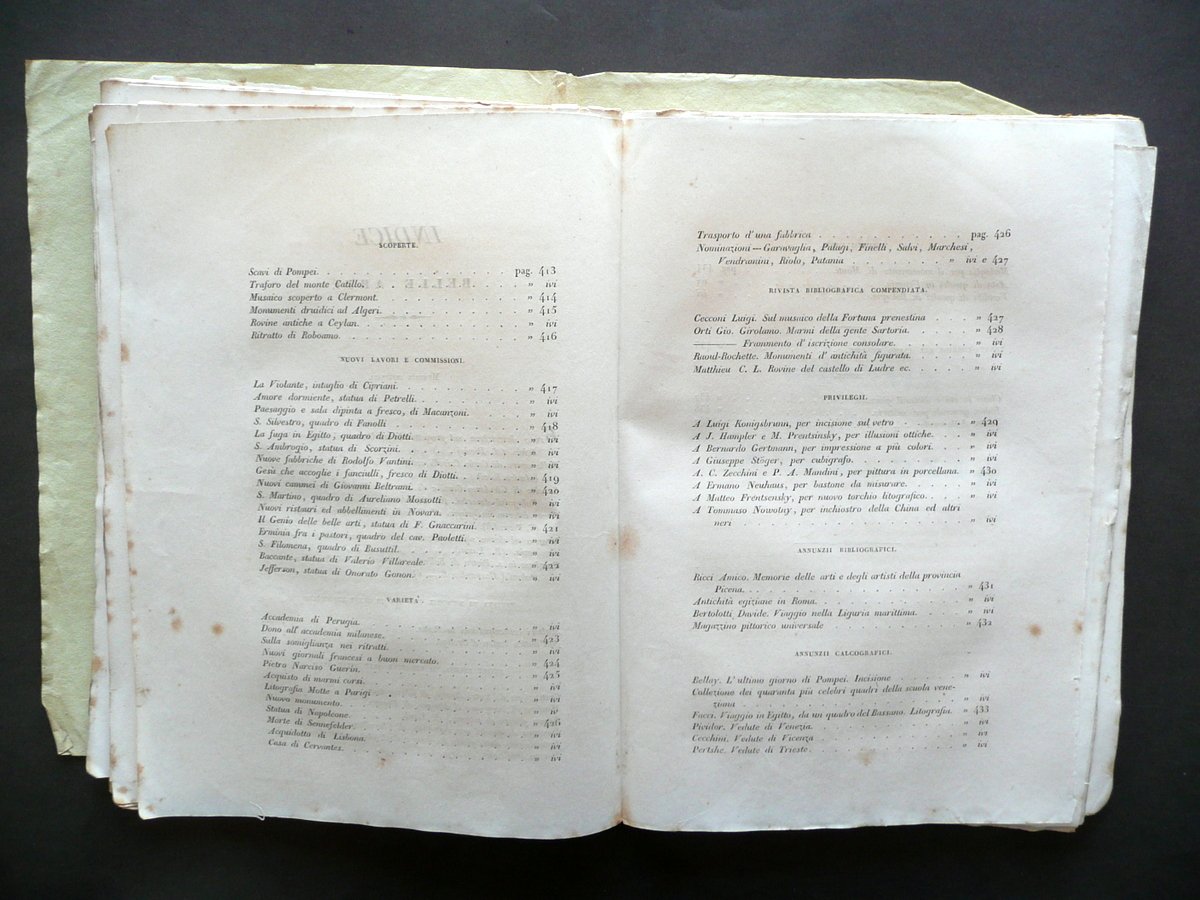 SCOPERTE.
Scavi di Pompei. pag. 413
Traforo del monte Catillo. » ivi
Musaico scoperto a Clermont. » 414
Monumenti druidici ad Algeri. » 415
Rovine antiche a Ceylan. » ivi
Ritratto di Roboamo. » 416
NUOVI LAVORI E COMMISSIONI.
La Violante, intaglio di Cipriani. » 417
Amore dormiente, statua di Petrelli. » ivi
Paesaggio e sala dipinta a fresco, di Macanzoni. » ivi
S. Silvestro, quadro di Fanolli » 418
La fuga in Egitto, quadro di Diotti. » ivi
S. Ambrogio, statua di Scorzini. » ivi
Nuove fabbriche di Rodolfo Vantini. » ivi
Gesù che accoglie i fanciulli, fresco di Diotti. » 419
Nuovi cammei di Giovanni Beltrami. » 420
S. Martino, quadro di Aureliano Mossotti » ivi
Nuovi ristauri ed abbellimenti in Novara. » ivi
Il Genio delle belle arti, statua di F. Gnaccarini. » 421
Erminia fra i pastori, quadro del cav. Paoletti. » ivi
S. Filomena, quadro di Busuttil. » ivi
Baccante, statua di Valerio Villareale. » 422
Jefferson, statua di Onorato Gonon. » ivi
VARIETA'.
Accademia di Perugia. » ivi
Dono all' accademia milanese. » 423
Sulla somiglianza nei ritratti. » ivi
Nuovi giornali francesi a buon mercato. » 424
Pietro Narciso Guerin. » 425
Acquisto di marmi corsi. » ivi
Litografia Motte a Parigi. » ivi
Nuovo monumento. » ivi
Statua di Napoleone. » iv
Morte di Sennefelder. » 426
Acquidotto di Lisbona. » ivi
Casa di Cervantes. » ivi
Trasporto d' una fabbrica pag. 426
Nominazioni — Garavaglia, Palagi, Finelli, Salvi, Marchesi,
Vendramini, Riolo, Patania » ivi e 427
RIVISTA BIBLIOGRAFICA COMPENDIATA.
Cecconi Luigi. Sul musaico della Fortuna prenestina » 427
Orti Gio. Girolamo. Marmi della gente Sartoria. » 428
——— Frammento d' iscrizione consolare. » ivi
Raoul-Rochette. Monumenti d' antichità figurata. » ivi
Matthieu C. L. Rovine del castello di Ludre ec. » ivi
PRIVILEGII.
A Luigi Konigsbrunn, per incisione sul vetro » 429
A J. Hampler e M. Prentsinsky, per illusioni ottiche. » ivi
A Bernardo Gertmann, per impressione a più colori. » ivi
A Giuseppe Stöger, per cubigrafo. » ivi
A. C. Zecchini e P. A. Mandini, per pittura in porcellana. » 430
A Ermano Neuhaus, per bastone da misurare. » ivi
A Matteo Frentsensky, per nuovo torchio litografico. » ivi
A Tommaso Nowotny, per inchiostro della China ed altri
neri » ivi
ANNUNZII BIBLIOGRAFICI.
Ricci Amico. Memorie delle arti e degli artisti della provincia
Picena. » 431
Antichità egiziane in Roma. » ivi
Bertolotti Davide. Viaggio nella Liguria marittima. » ivi
Magazzino pittorico universale » 432
ANNUNZII CALCOGRAFICI.
Bellay. L' ultimo giorno di Pompei. Incisione » ivi
Collezione dei quaranta più celebri quadri della scuola vene-
ziana » ivi
Fucci. Viaggio in Egitto, da un quadro del Bassano. Litografia. » 433
Pividor. Vedute di Venezia. » ivi
Cecchini. Vedute di Vicenza » ivi
Pertshe. Vedute di Trieste. » ivi